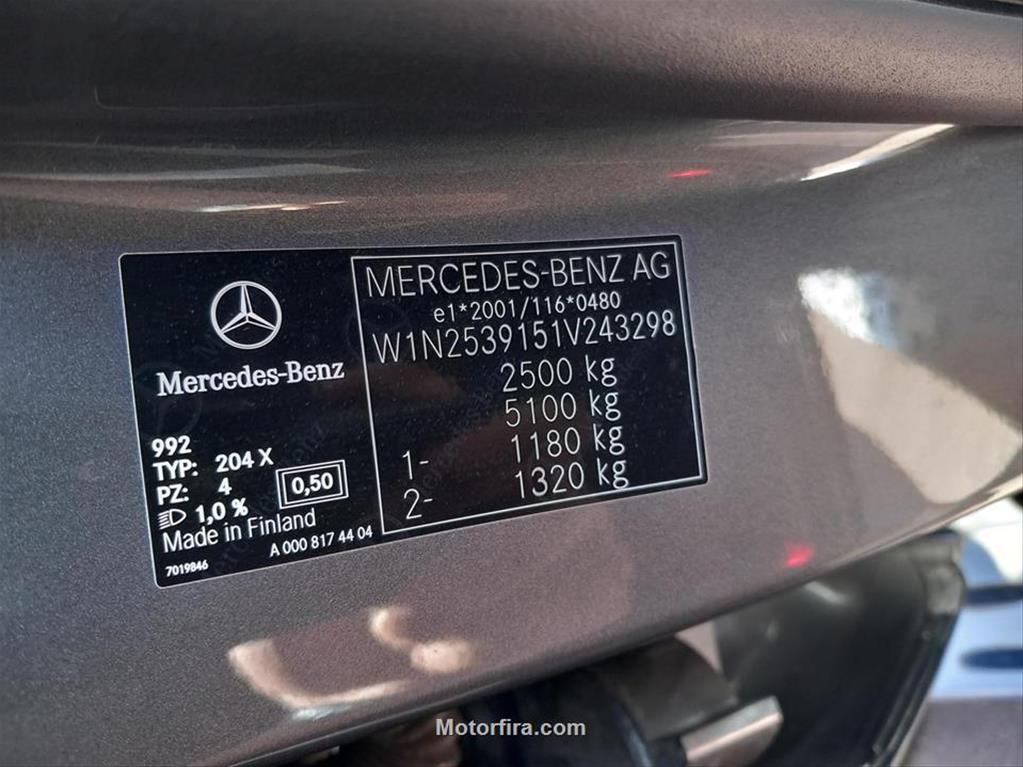 Mercedes-Benz
992
TYP: 204 X
PZ: 4
1,0 %
0,50
Made in Finland
A 000 817 44 04
7019846
MERCEDES-BENZ AG
e1*2001/116*0480
W1N2539151V243298
2500 kg
5100 kg
1- 1180 kg
2- 1320 kg
Motorfira.com